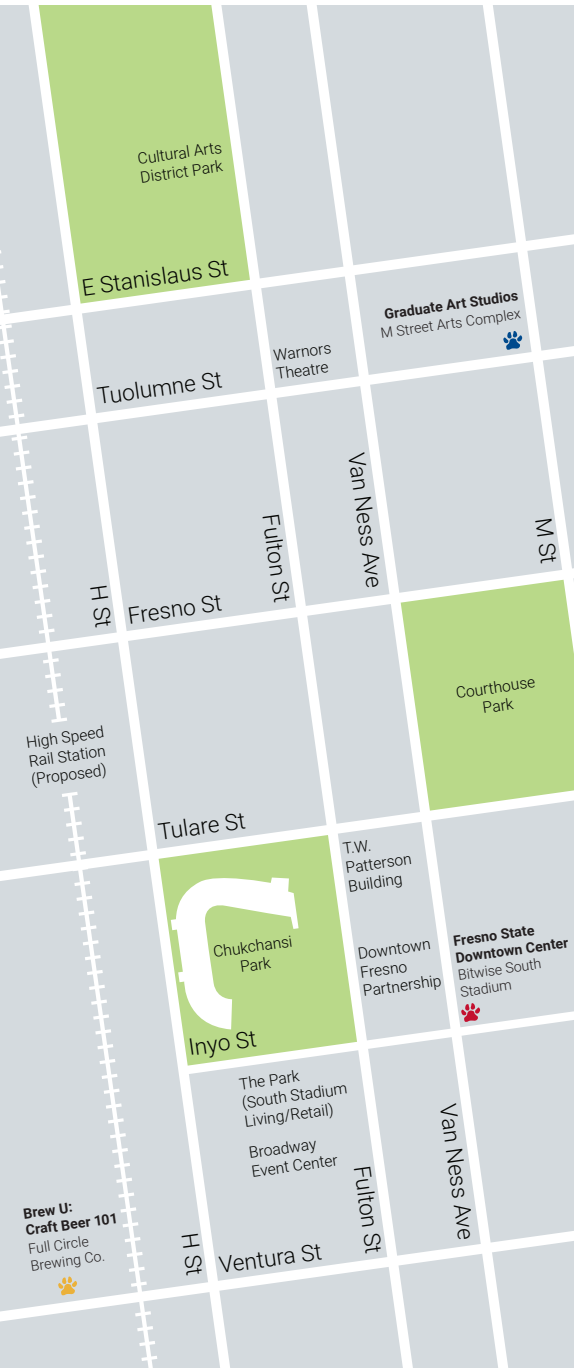 Cultural Arts
District Park
E Stanislaus St
Graduate Art Studios
M Street Arts Complex
Warnors
Theatre
Tuolumne St
Van Ness Ave
Fulton St
M St
H St
Fresno St
Courthouse
Park
High Speed
Rail Station
(Proposed)
Tulare St
T.W.
Patterson
Building
Chukchansi
Park
Downtown
Fresno
Partnership
Fresno State
Downtown Center
Bitwise South
Stadium
Inyo St
The Park
(South Stadium
Living/Retail)
Broadway
Event Center
Van Ness Ave
Fulton St
Brew U:
Craft Beer 101
Full Circle
Brewing Co.
H St
Ventura St